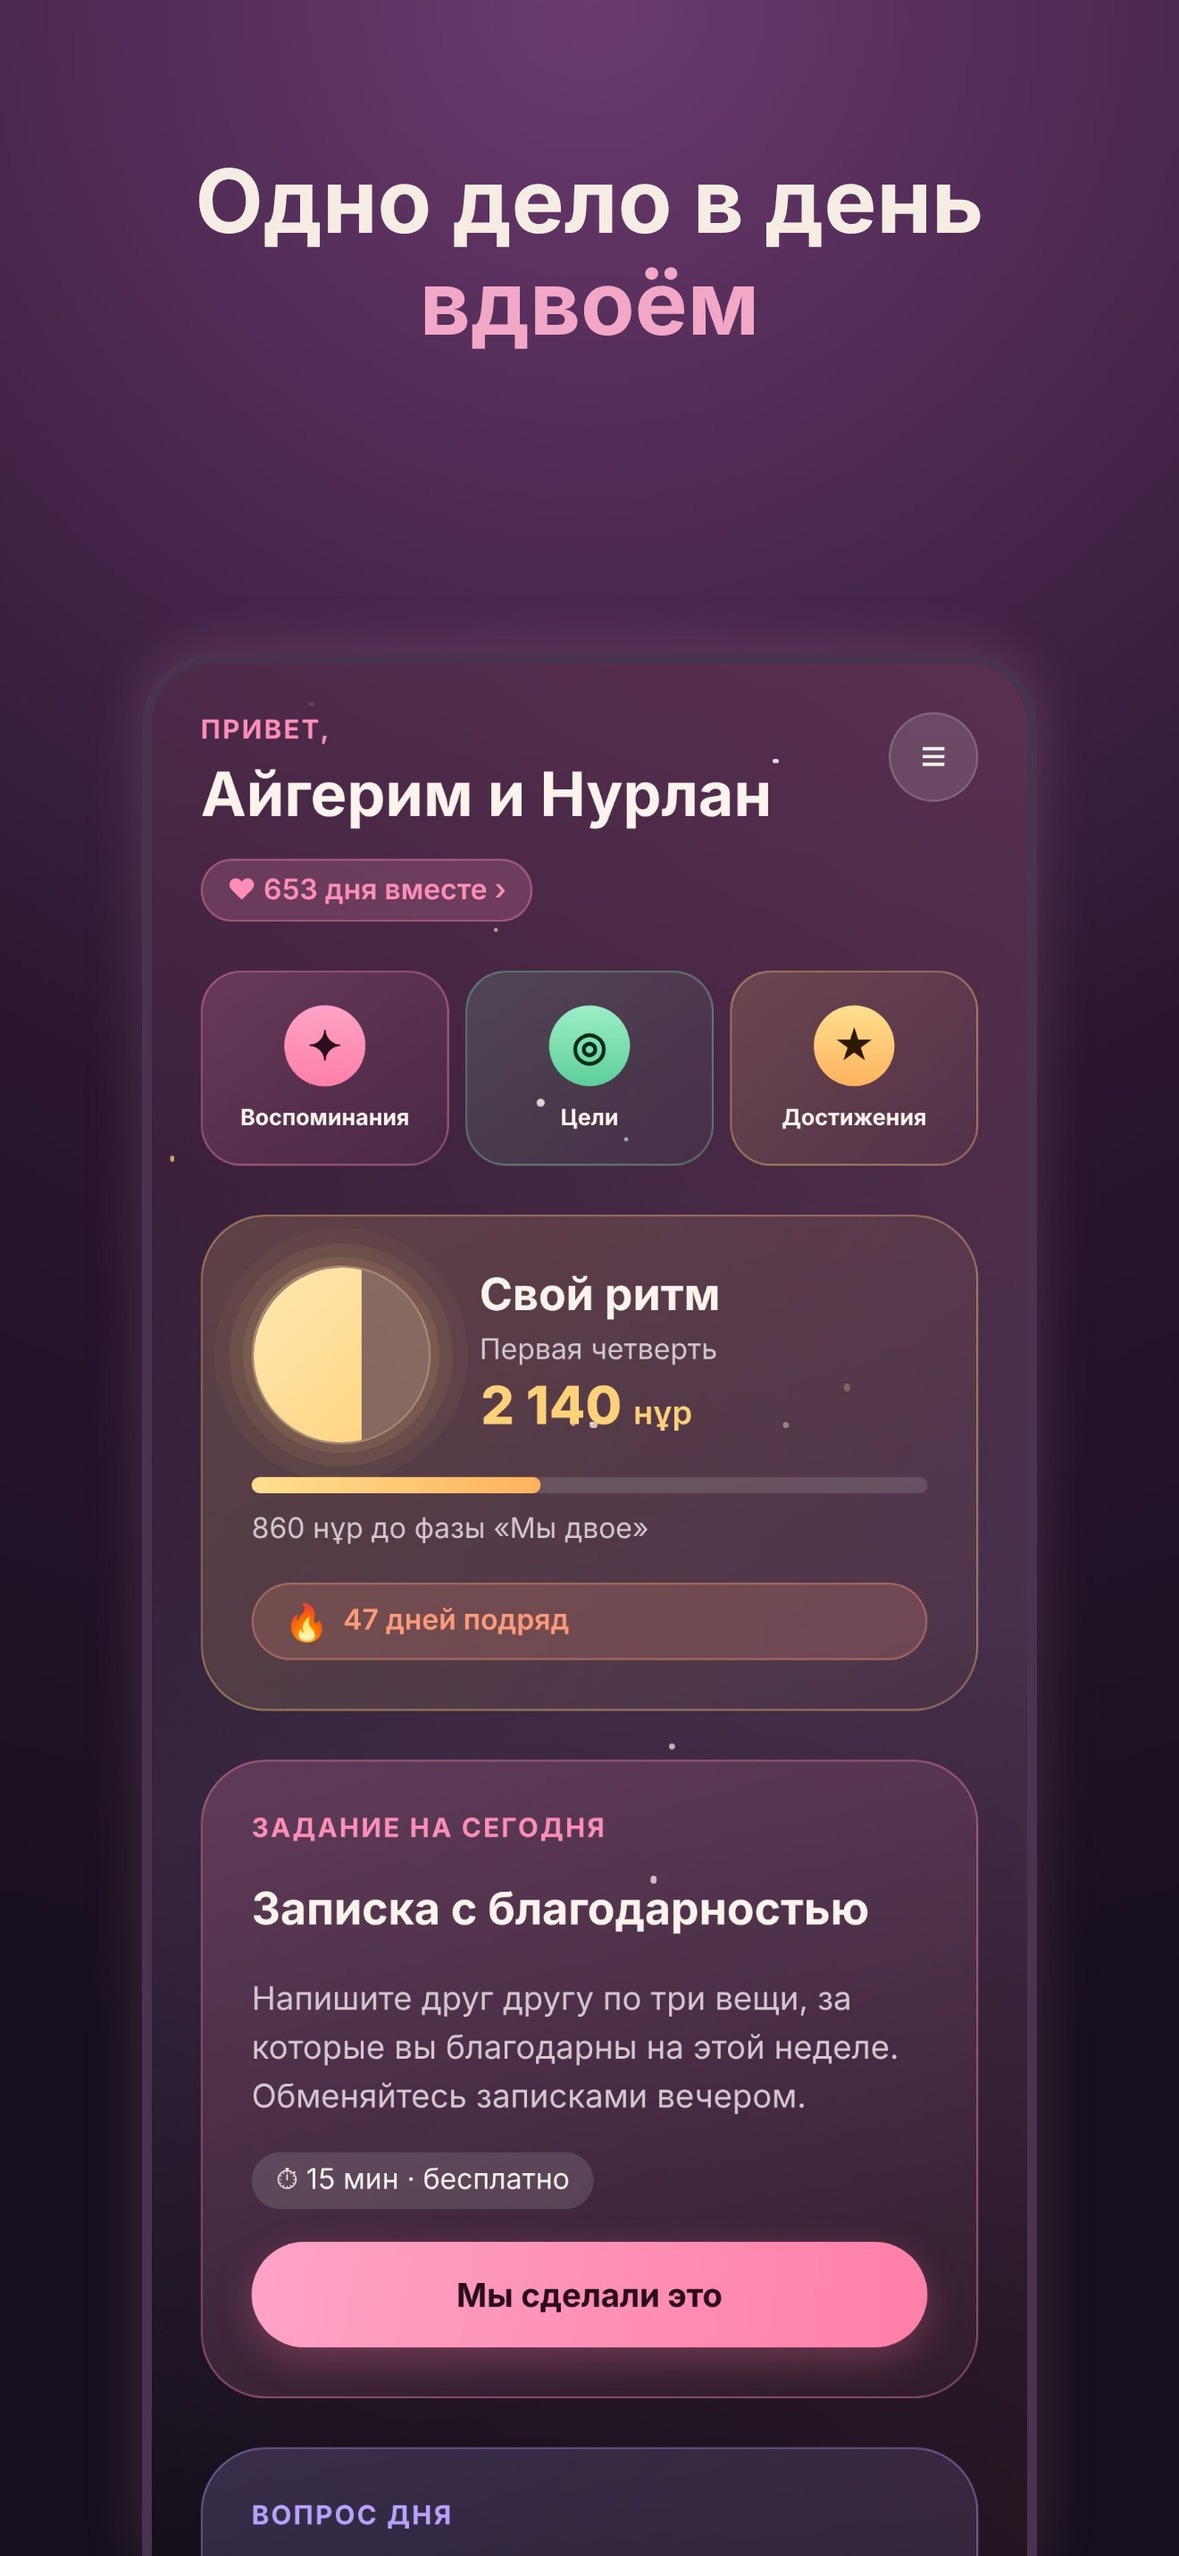 Одно дело в день
вдвоём
ПРИВЕТ,
Айгерим и Нурлан
♥ 653 дня вместе ›
Воспоминания
Цели
Достижения
Свой ритм
Первая четверть
2 140 нұр
860 нұр до фазы «Мы двое»
🔥 47 дней подряд
ЗАДАНИЕ НА СЕГОДНЯ
Записка с благодарностью
Напишите друг другу по три вещи, за
которые вы благодарны на этой неделе.
Обменяйтесь записками вечером.
⏱ 15 мин · бесплатно
Мы сделали это
ВОПРОС ДНЯ